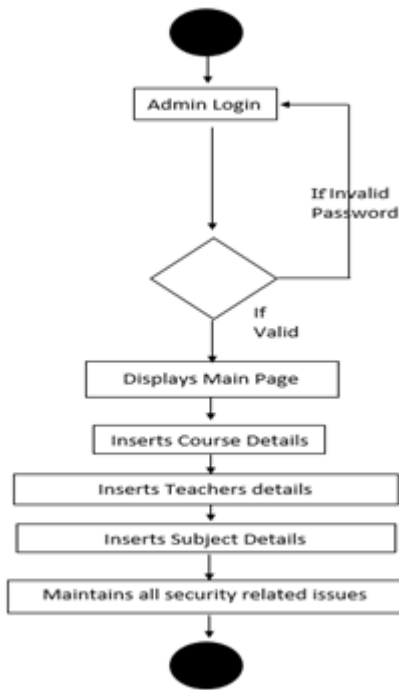 Admin Login
If Invalid
Password
If
Valid
Displays Main Page
Inserts Course Details
Inserts Teachers details
Inserts Subject Details
Maintains all security related issues